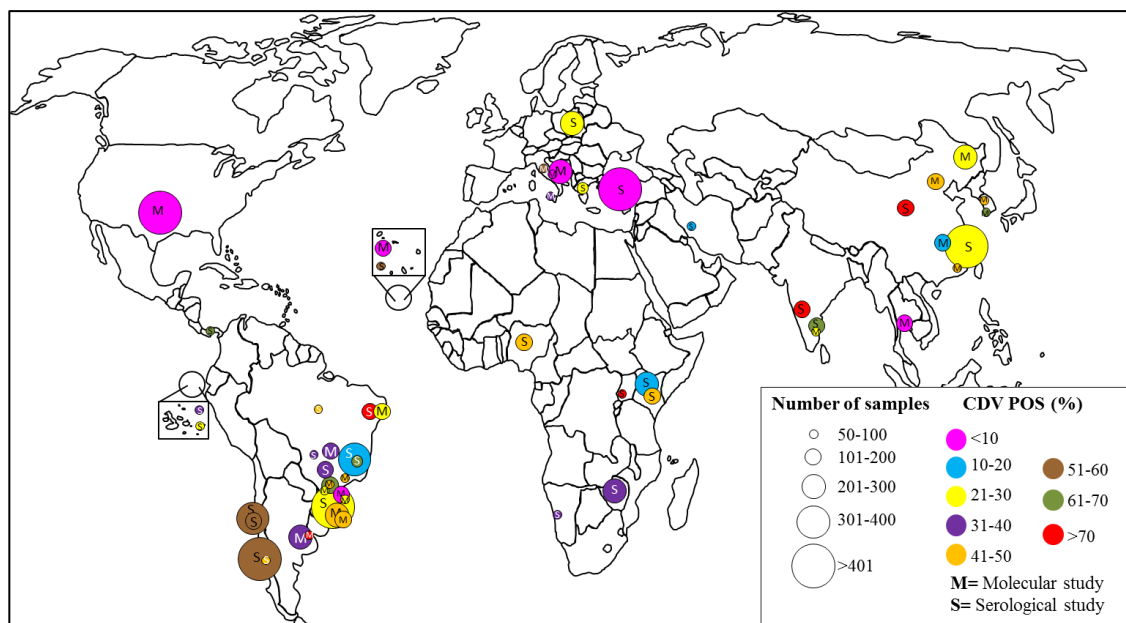 Number of samples
50-100
101-200
201-300
301-400
>401
CDV POS (%)
<10
10-20
21-30
31-40
41-50
51-60
61-70
>70
M= Molecular study
S= Serological study
M
S
M
S
S
S
S
S
S
M
S
S
M
S
S
S
M
S
M
M
M
S
M
M
M
S
S
M
M
S
S
M
M
S
S
S
S
S
S
S
S
S
S
S
M
M
M
M
M
S
S
M
M
S
S
M